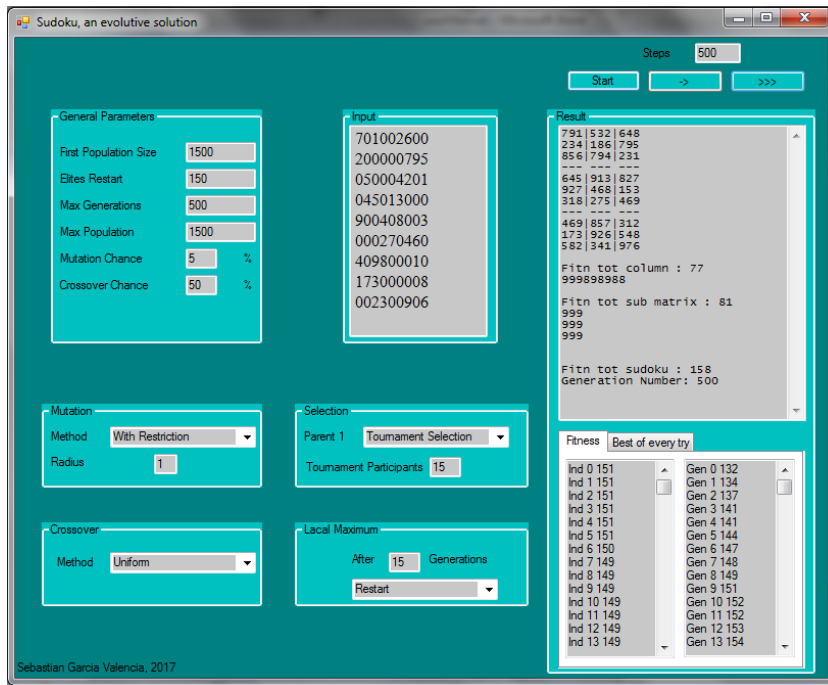 Sudoku, an evolutive solution
Steps 500
Start -> >>>
General Parameters
First Population Size 1500
Elites Restart 150
Max Generations 500
Max Population 1500
Mutation Chance 5 %
Crossover Chance 50 %
Input
701002600
200000795
050004201
045013000
900408003
000270460
409800010
173000008
002300906
Result
791|532|648
234|186|795
856|794|231
--- --- ---
645|913|827
927|468|153
318|275|469
--- --- ---
469|857|312
173|926|548
582|341|976
Fitn tot column : 77
999898988
Fitn tot sub matrix : 81
999
999
999
Fitn tot sudoku : 158
Generation Number: 500
Mutation
Method With Restriction
Radius 1
Selection
Parent 1 Tournament Selection
Tournament Participants 15
Crossover
Method Uniform
Lacal Maximum
After 15 Generations
Restart
Fitness Best of every try
Ind 0 151
Ind 1 151
Ind 2 151
Ind 3 151
Ind 4 151
Ind 5 151
Ind 6 150
Ind 7 149
Ind 8 149
Ind 9 149
Ind 10 149
Ind 11 149
Ind 12 149
Ind 13 149
Gen 0 132
Gen 1 134
Gen 2 137
Gen 3 141
Gen 4 141
Gen 5 144
Gen 6 147
Gen 7 148
Gen 8 149
Gen 9 151
Gen 10 152
Gen 11 152
Gen 12 153
Gen 13 154
Sebastian Garcia Valencia, 2017